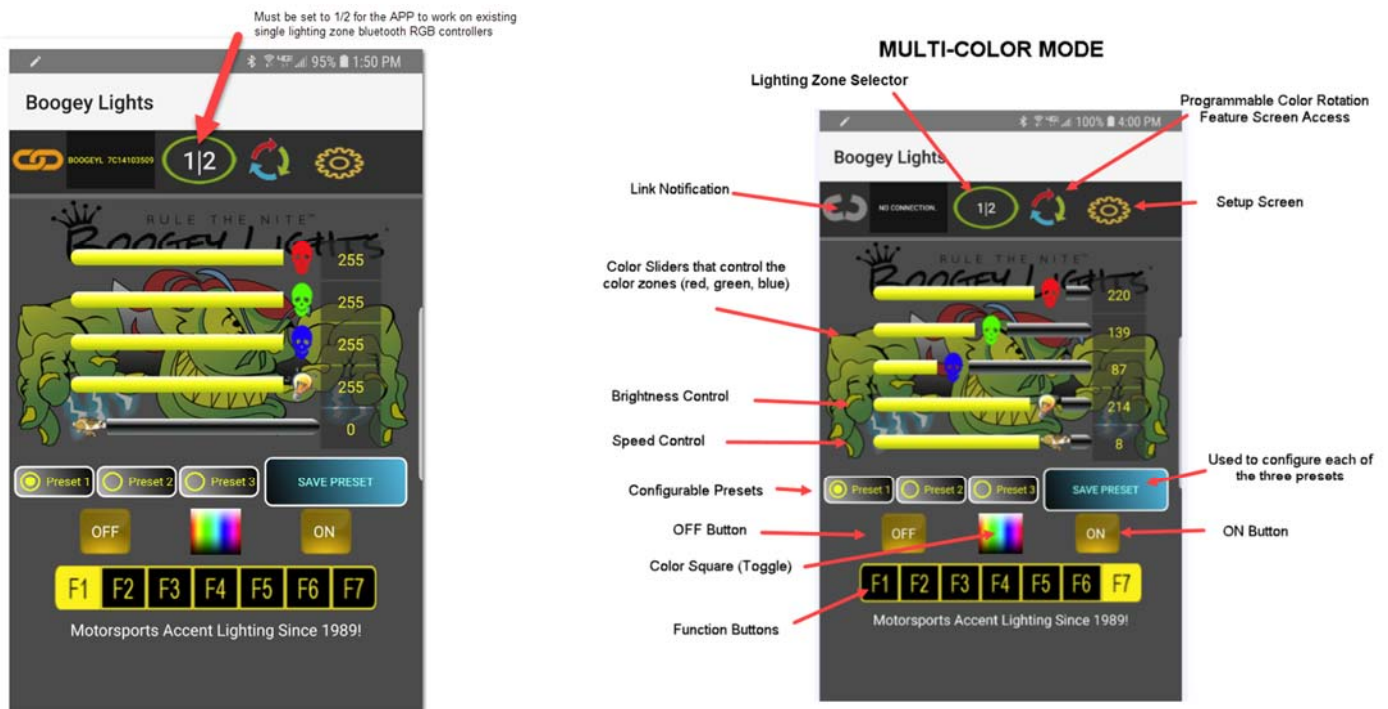 Must be set to 1/2 for the APP to work on existing
single lighting zone bluetooth RGB controllers
95% 1:50 PM
Boogey Lights
BOOGEYL 7C14103509
1|2
RULE THE NITE™
BOOGEY LIGHTS
255
255
255
255
0
Preset 1
Preset 2
Preset 3
SAVE PRESET
OFF
ON
F1 F2 F3 F4 F5 F6 F7
Motorsports Accent Lighting Since 1989!
MULTI-COLOR MODE
Lighting Zone Selector
Programmable Color Rotation
Feature Screen Access
100% 4:00 PM
Boogey Lights
Link Notification
NO CONNECTION.
1|2
Setup Screen
RULE THE NITE™
BOOGEY LIGHTS
Color Sliders that control the
color zones (red, green, blue)
220
139
87
Brightness Control
214
Speed Control
8
Used to configure each of
the three presets
Configurable Presets
Preset 1
Preset 2
Preset 3
SAVE PRESET
OFF Button
OFF
ON
ON Button
Color Square (Toggle)
F1 F2 F3 F4 F5 F6 F7
Function Buttons
Motorsports Accent Lighting Since 1989!